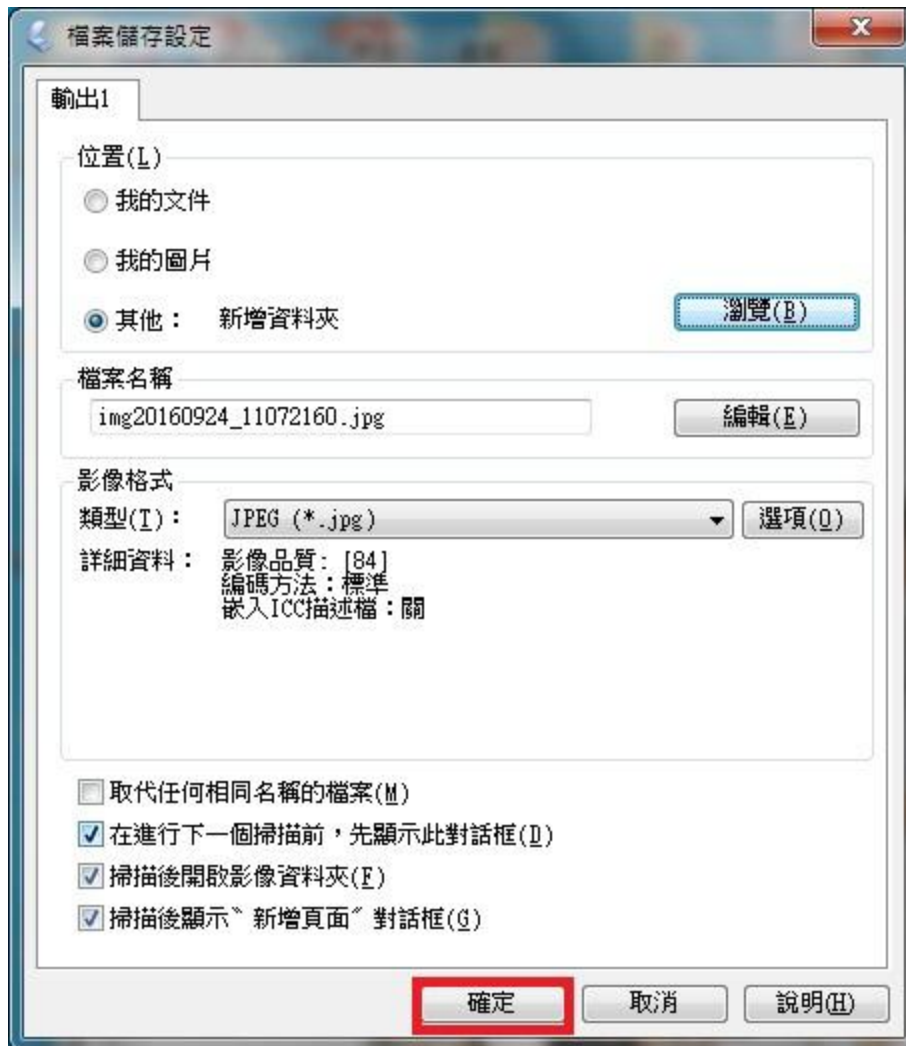 檔案儲存設定
輸出1
位置(L)
我的文件
我的圖片
其他： 新增資料夾 瀏覽(B)
檔案名稱
img20160924_11072160.jpg 編輯(E)
影像格式
類型(T)： JPEG (*.jpg) 選項(O)
詳細資料： 影像品質: [84]
編碼方法：標準
嵌入ICC描述檔：關
取代任何相同名稱的檔案(M)
在進行下一個掃描前，先顯示此對話框(D)
掃描後開啟影像資料夾(F)
掃描後顯示〝新增頁面〞對話框(G)
確定 取消 說明(H)